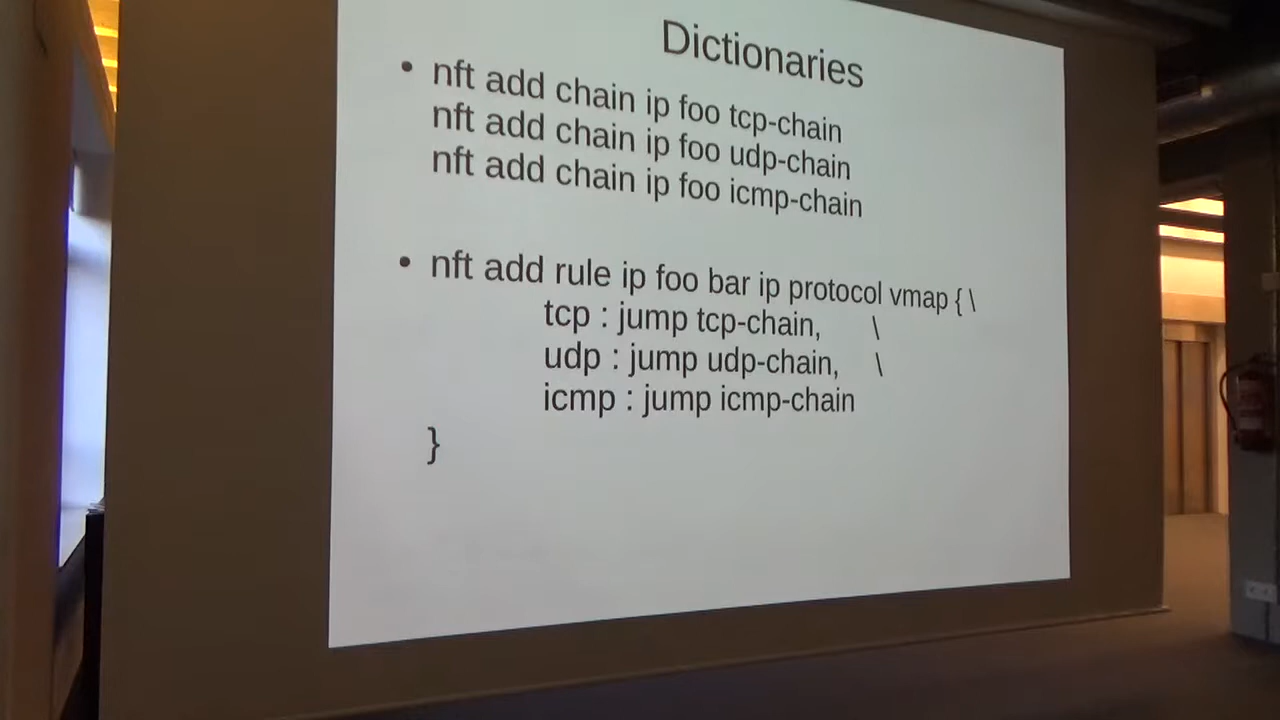 Dictionaries
• nft add chain ip foo tcp-chain
nft add chain ip foo udp-chain
nft add chain ip foo icmp-chain
• nft add rule ip foo bar ip protocol vmap { \
tcp : jump tcp-chain, \
udp : jump udp-chain, \
icmp : jump icmp-chain
}